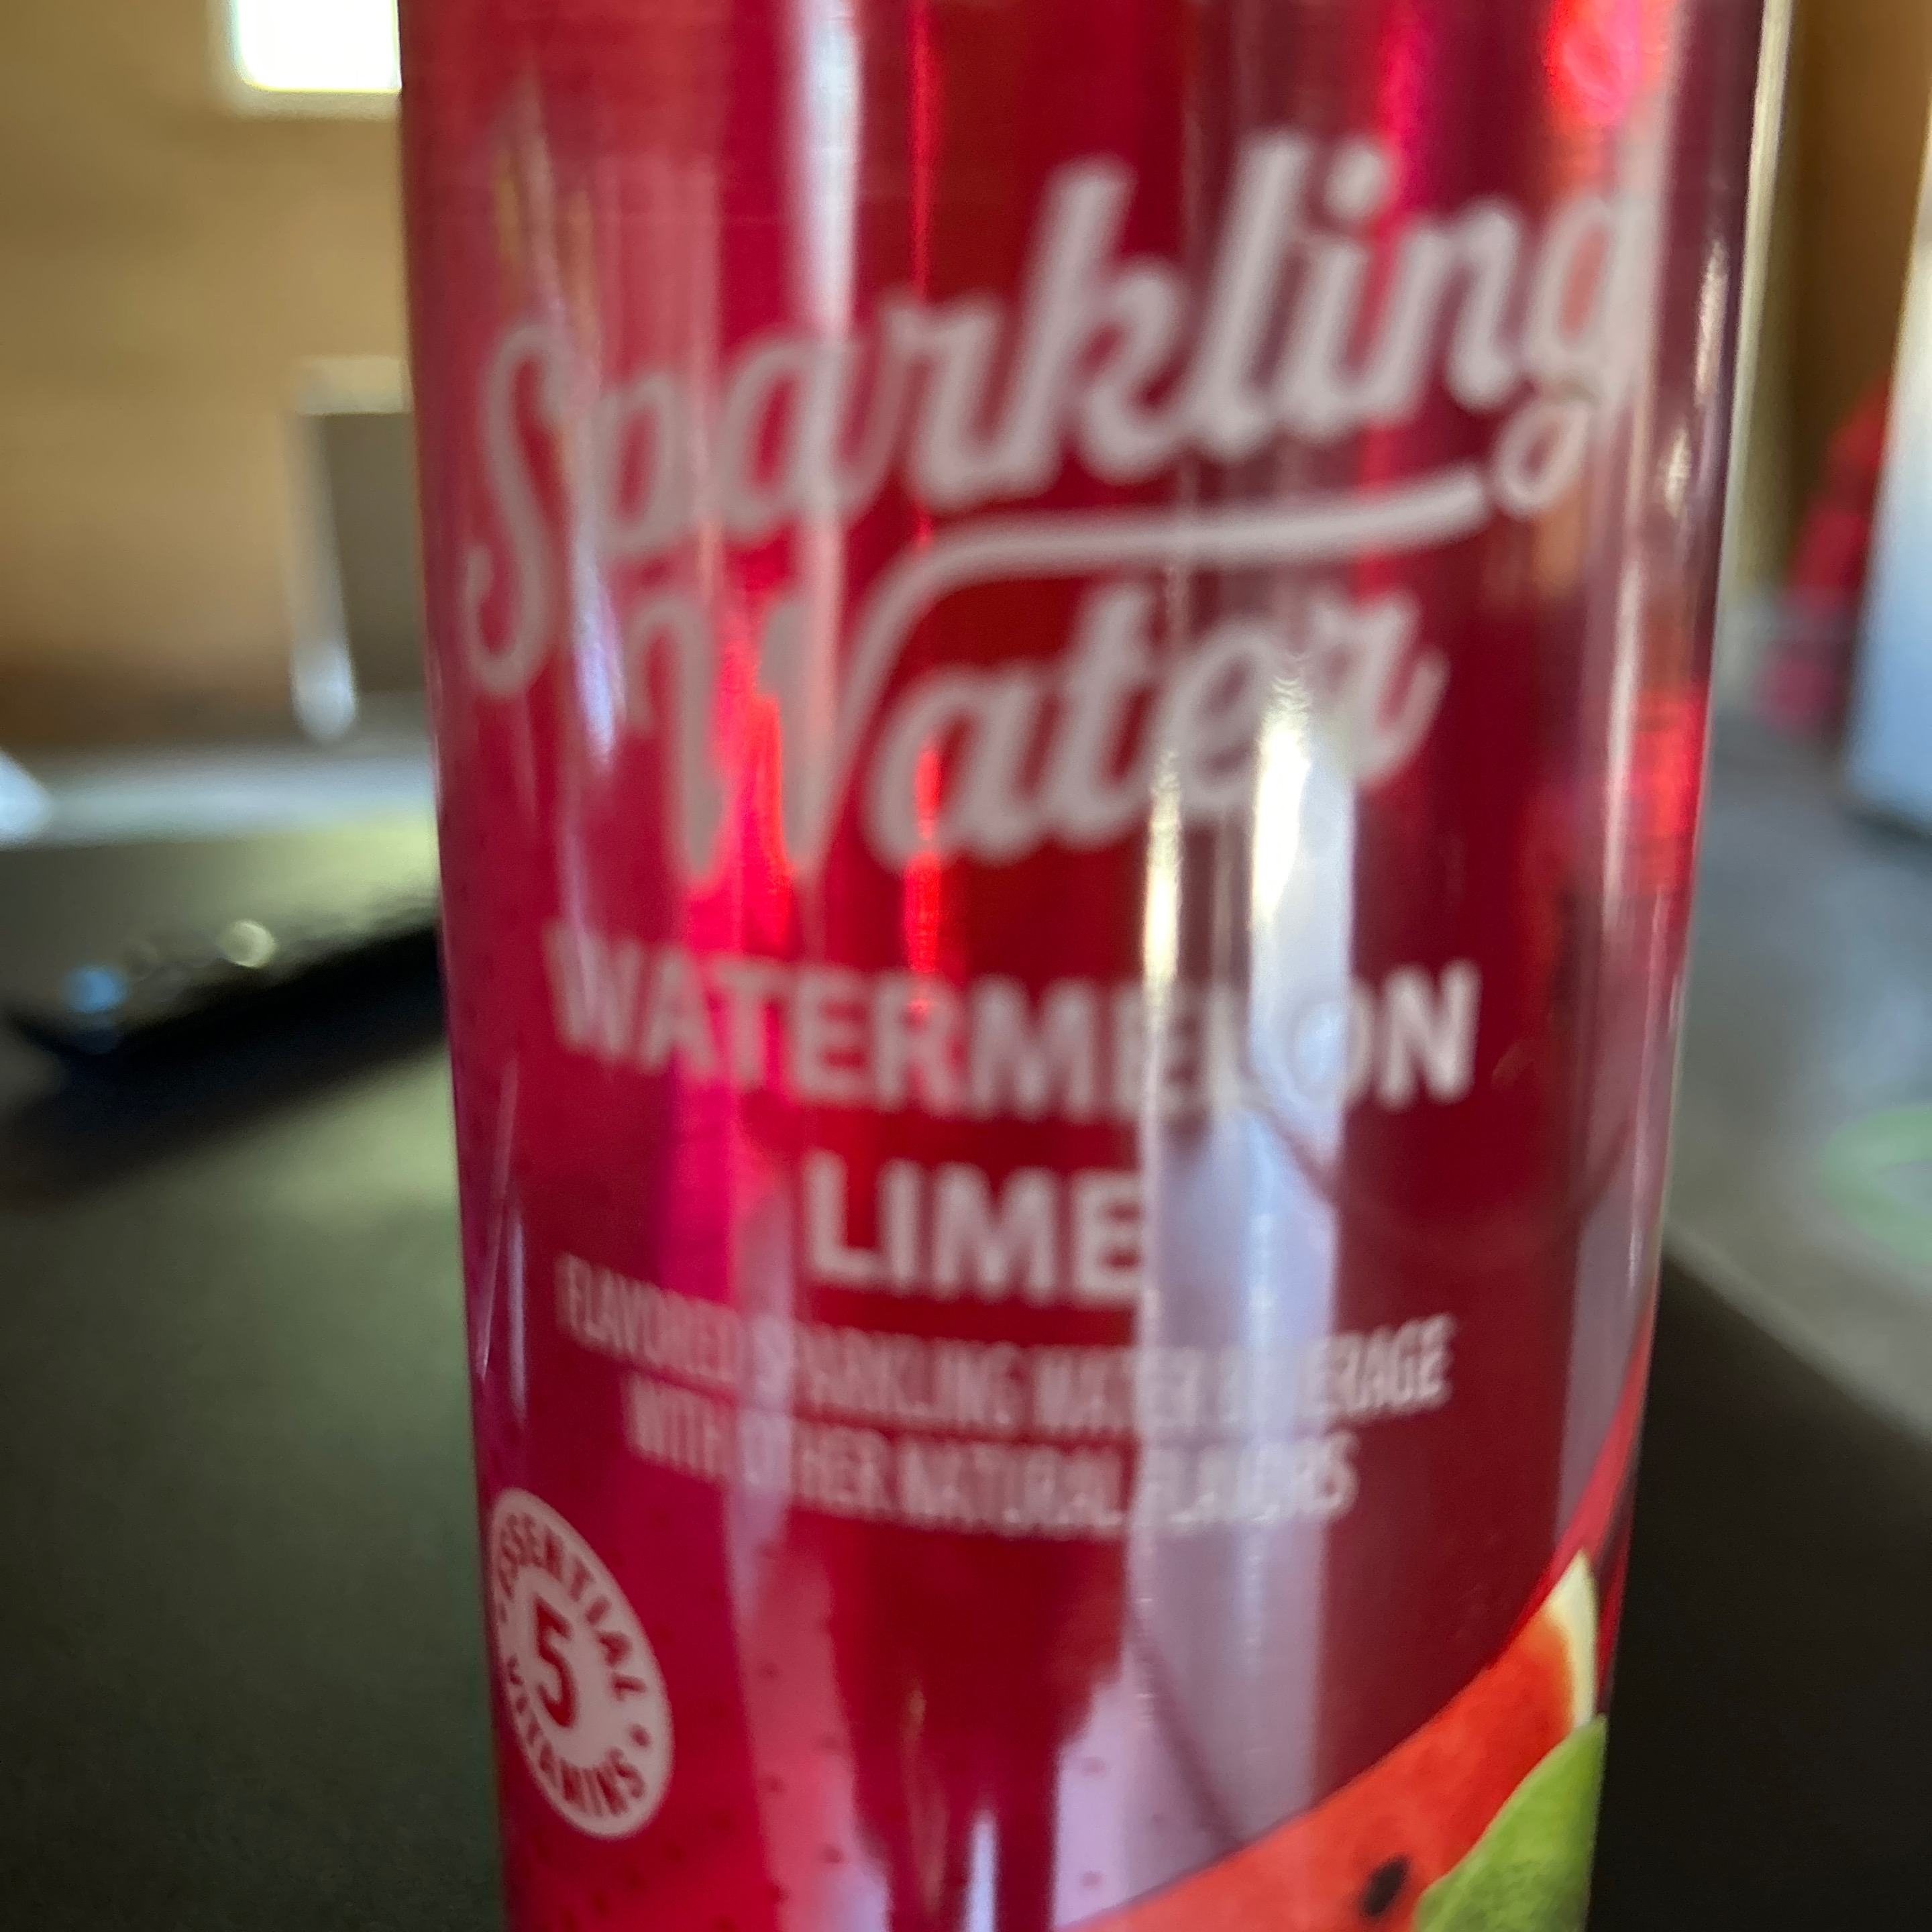 Sparkling
Water
WATERMELON
LIME
FLAVORED SPARKLING WATER BEVERAGE
WITH OTHER NATURAL FLAVORS
ESSENTIAL
5
VITAMINS